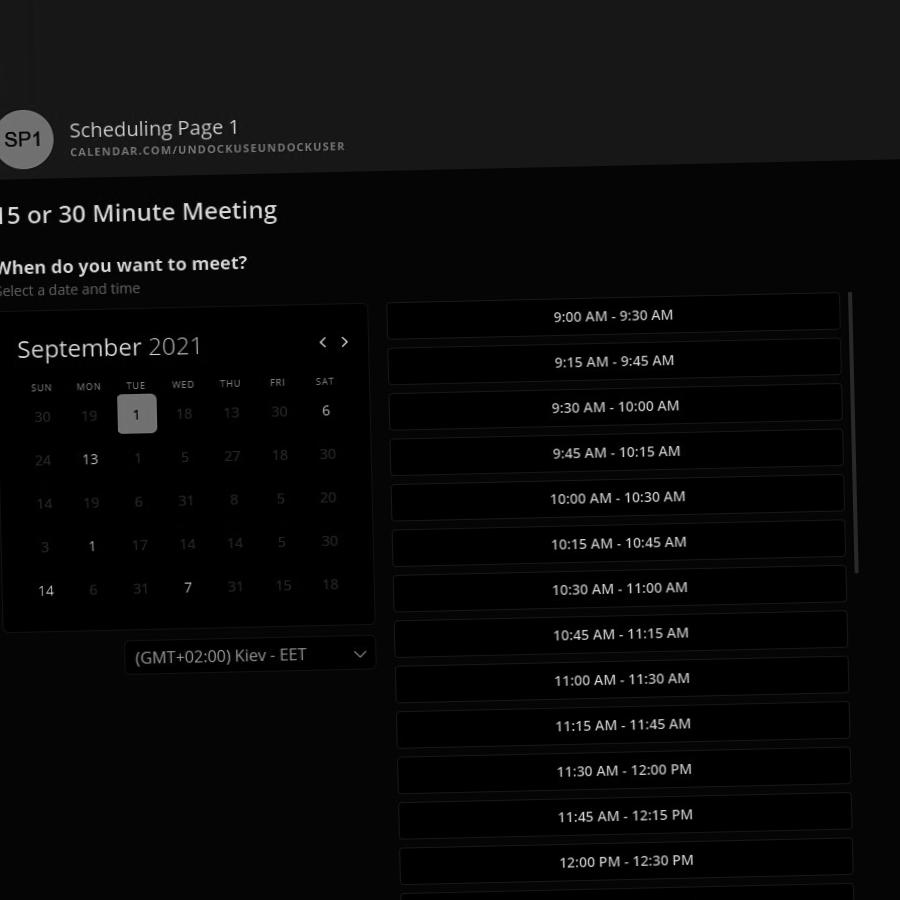 SP1
Scheduling Page 1
CALENDAR.COM/UNDOCKUSEUNDOCKUSER
15 or 30 Minute Meeting
When do you want to meet?
Select a date and time
September 2021
SUN MON TUE WED THU FRI SAT
30 19 1 18 13 30 6
24 13 1 5 27 18 30
14 19 6 31 8 5 20
3 1 17 14 14 5 30
14 6 31 7 31 15 18
(GMT+02:00) Kiev - EET
9:00 AM - 9:30 AM
9:15 AM - 9:45 AM
9:30 AM - 10:00 AM
9:45 AM - 10:15 AM
10:00 AM - 10:30 AM
10:15 AM - 10:45 AM
10:30 AM - 11:00 AM
10:45 AM - 11:15 AM
11:00 AM - 11:30 AM
11:15 AM - 11:45 AM
11:30 AM - 12:00 PM
11:45 AM - 12:15 PM
12:00 PM - 12:30 PM